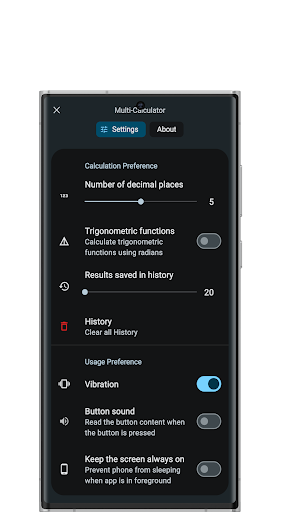 Multi-Calculator
Settings
About
Calculation Preference
Number of decimal places
123
5
Trigonometric functions
Calculate trigonometric
functions using radians
Results saved in history
20
History
Clear all History
Usage Preference
Vibration
Button sound
Read the button content when
the button is pressed
Keep the screen always on
Prevent phone from sleeping
when app is in foreground